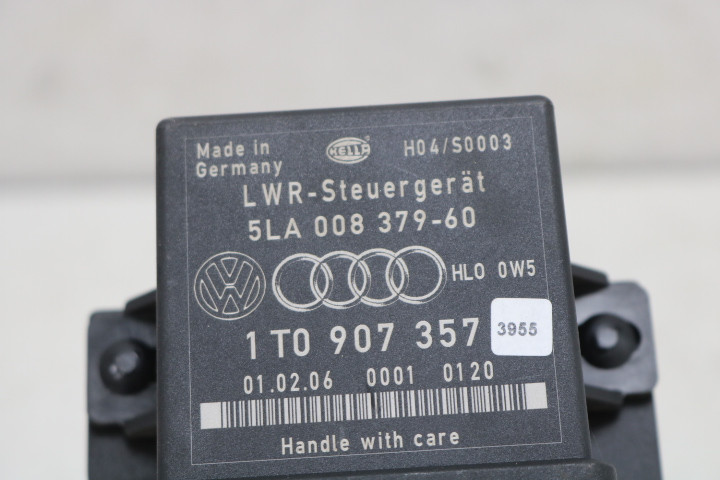 Made in
Germany
HELLA
H04/S0003
LWR-Steuergerät
5LA 008 379-60
HLO 0W5
1T0 907 357
3955
01.02.06 0001 0120
Handle with care